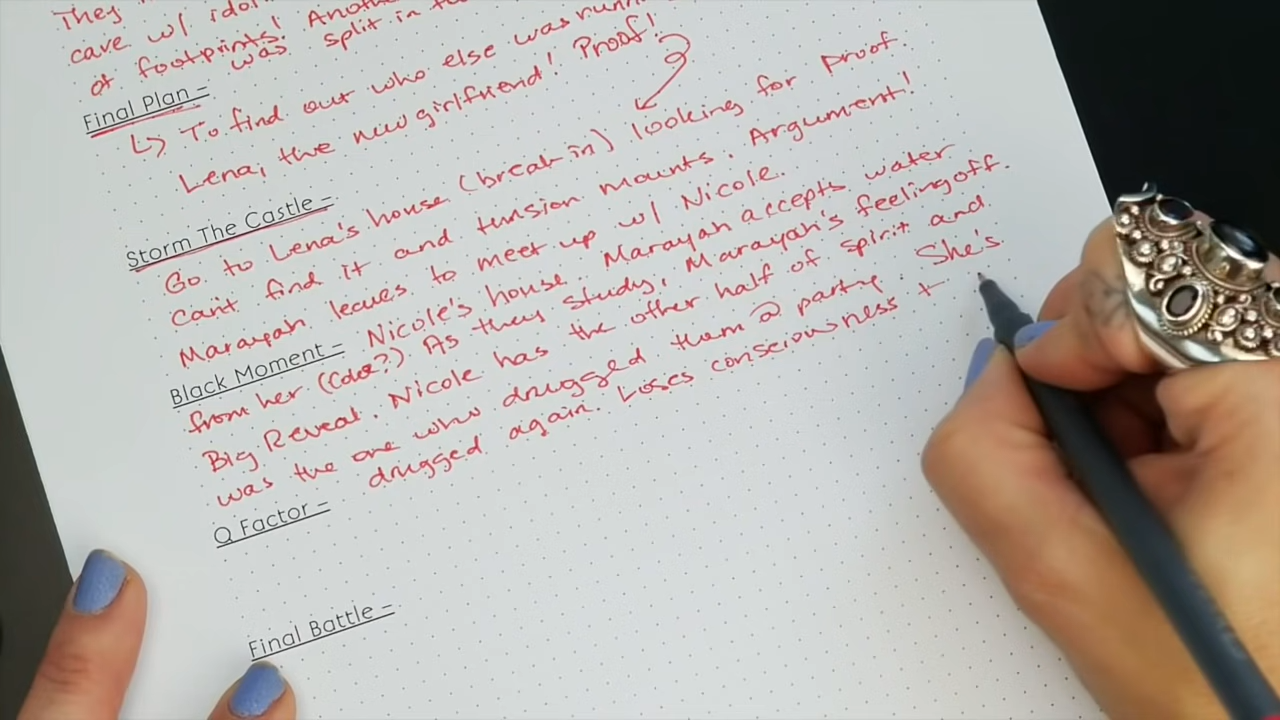 They
cave w/ idol
of footprints! Another
was split in
Final Plan -
↳ To find out who else was runn
Lena, the new girlfriend! Proof!
Storm The Castle -
Go to Lena's house (break in) looking for proof.
Can't find it and tension mounts. Argument!
Marayah leaves to meet up w/ Nicole.
Black Moment - Nicole's house. Marayah accepts water
from her (Coke?) As they study, Marayah's feeling off.
Big Reveal. Nicole has the other half of spirit and
was the one who drugged them @ party. She's
drugged again. Loses consciousness +
Q Factor -
Final Battle -